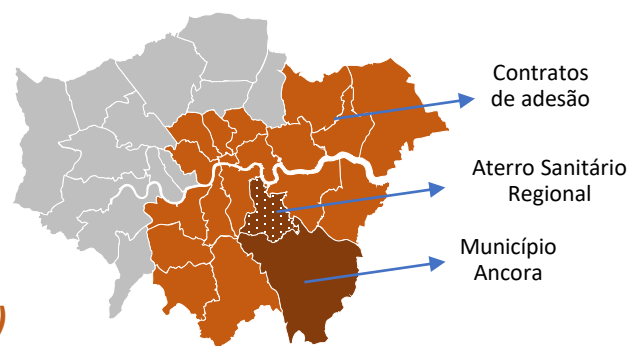 Contratos
de adesão
Aterro Sanitário
Regional
Município
Ancora